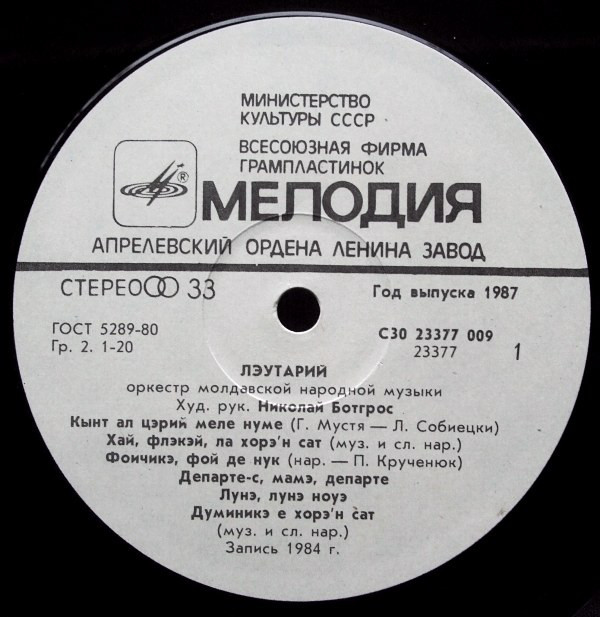 МИНИСТЕРСТВО
КУЛЬТУРЫ СССР
ВСЕСОЮЗНАЯ ФИРМА
ГРАМПЛАСТИНОК
®
МЕЛОДИЯ
АПРЕЛЕВСКИЙ ОРДЕНА ЛЕНИНА ЗАВОД
СТЕРЕО 33
Год выпуска 1987
ГОСТ 5289-80
Гр. 2. 1-20
С30 23377 009
23377
1
ЛЭУТАРИЙ
оркестр молдавской народной музыки
Худ. рук. Николай Ботгрос
Кынт ал цэрий меле нуме (Г. Мустя — Л. Собиецки)
Хай, флэкэй, ла хорэ'н сат (муз. и сл. нар.)
Фоичикэ, фой де нук (нар. — П. Крученюк)
Департе-с, мамэ, департе
Лунэ, лунэ ноуэ
Думиникэ е хорэ'н сат
(муз. и сл. нар.)
Запись 1984 г.